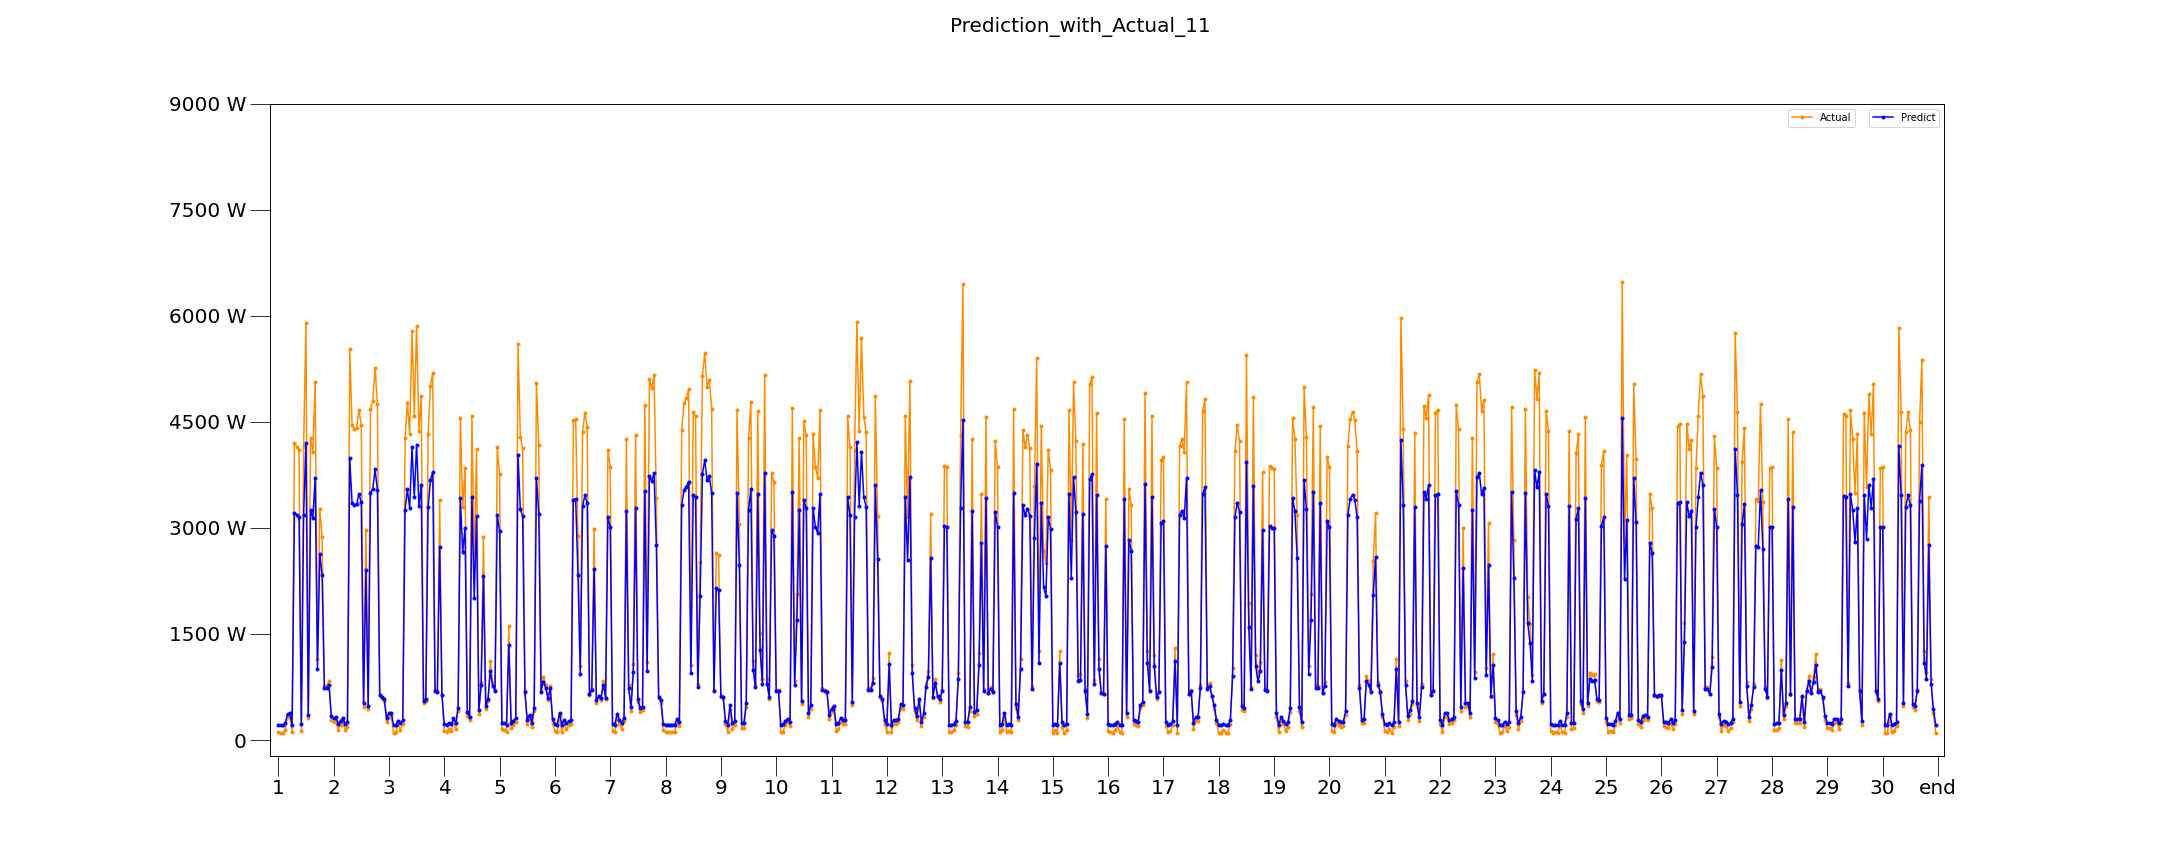 Prediction_with_Actual_11
9000 W
7500 W
6000 W
4500 W
3000 W
1500 W
0
Actual Predict
1 2 3 4 5 6 7 8 9 10 11 12 13 14 15 16 17 18 19 20 21 22 23 24 25 26 27 28 29 30 end